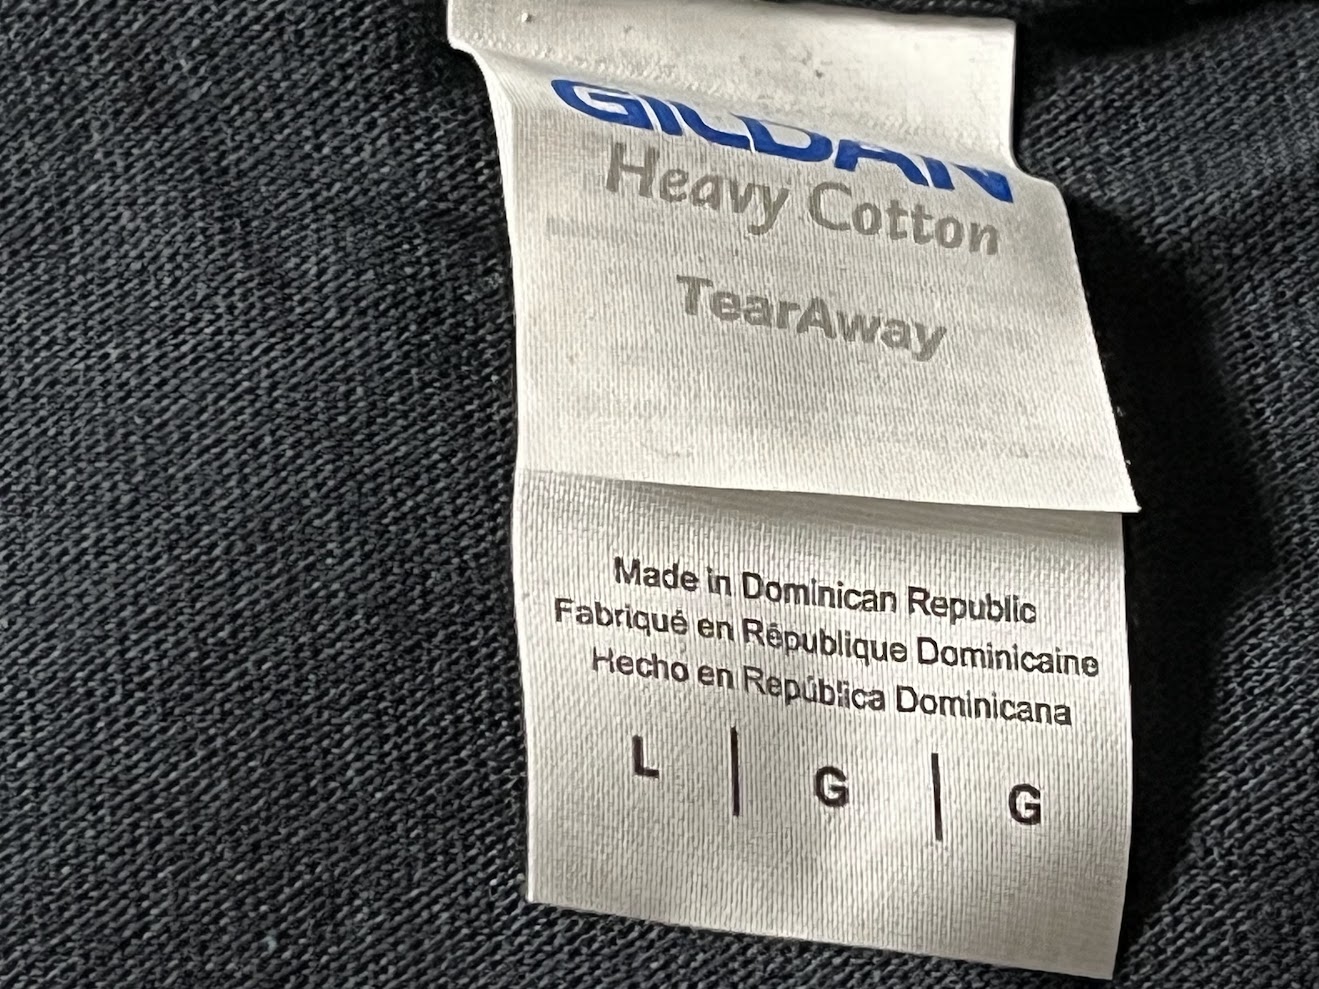 GILDAN
Heavy Cotton
TearAway
Made in Dominican Republic
Fabriqué en République Dominicaine
Hecho en República Dominicana
L | G | G